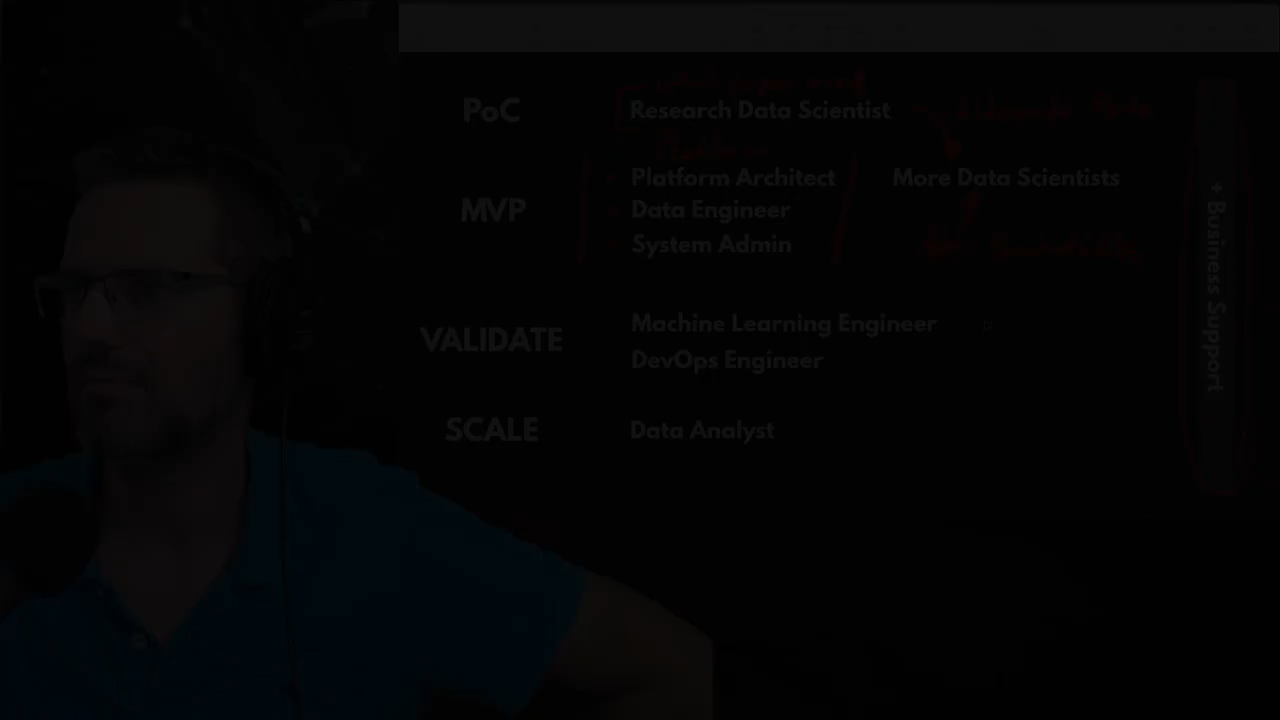 PoC
Research Data Scientist
MVP
Platform Architect
More Data Scientists
Data Engineer
System Admin
VALIDATE
Machine Learning Engineer
DevOps Engineer
SCALE
Data Analyst
+ Business Support